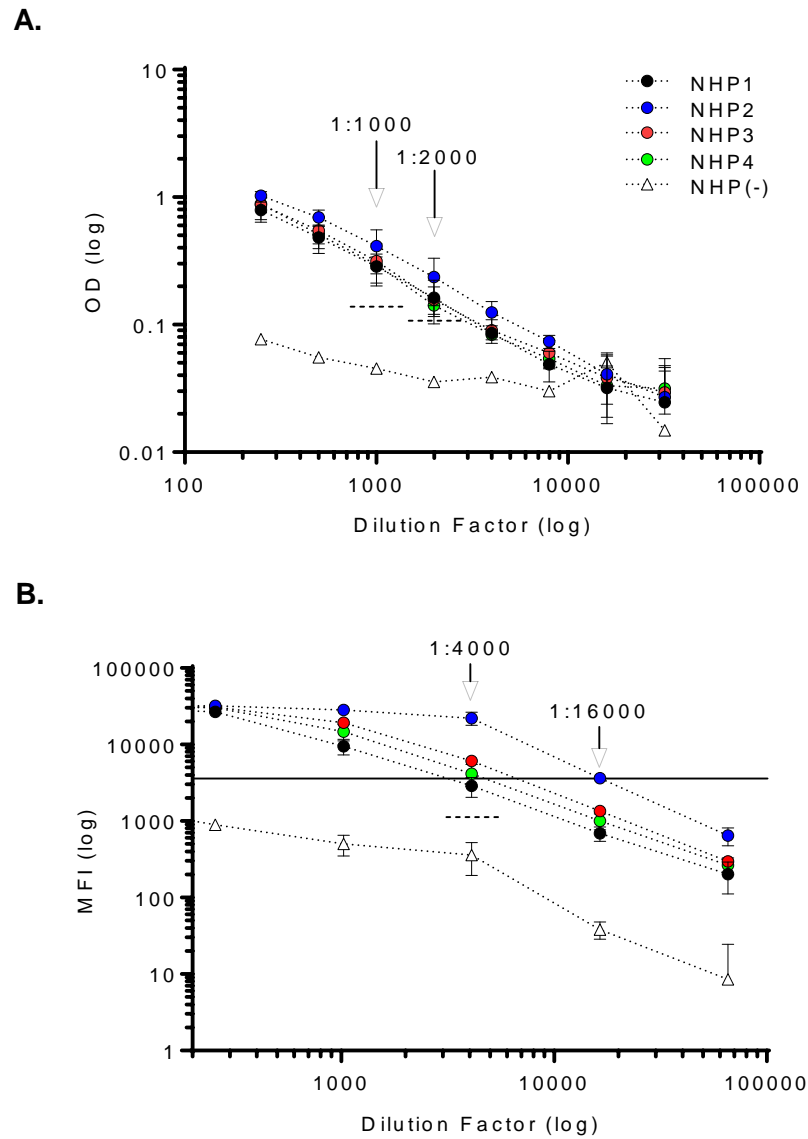 A.
10
1
0.1
0.01
OD (log)
1:1000
1:2000
NHP1
NHP2
NHP3
NHP4
NHP(-)
100
1000
10000
100000
Dilution Factor (log)
B.
100000
10000
1000
100
10
1
MFI (log)
1:4000
1:16000
1000
10000
100000
Dilution Factor (log)